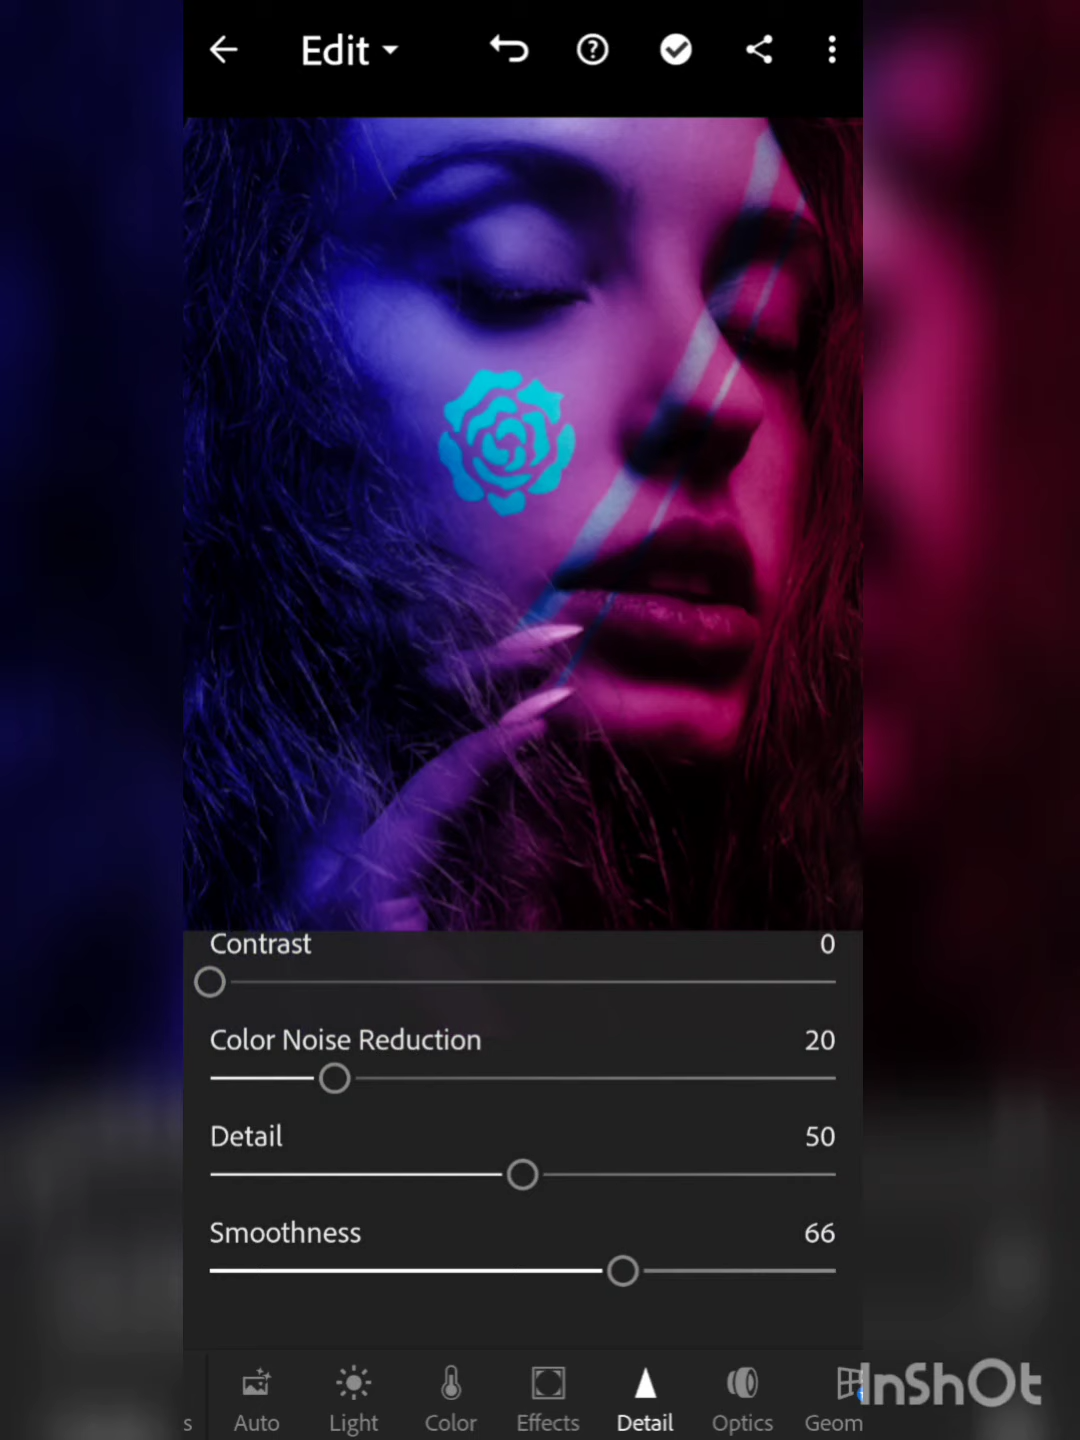 Edit
Contrast 0
Color Noise Reduction 20
Detail 50
Smoothness 66
s Auto Light Color Effects Detail Optics Geom
InShOt